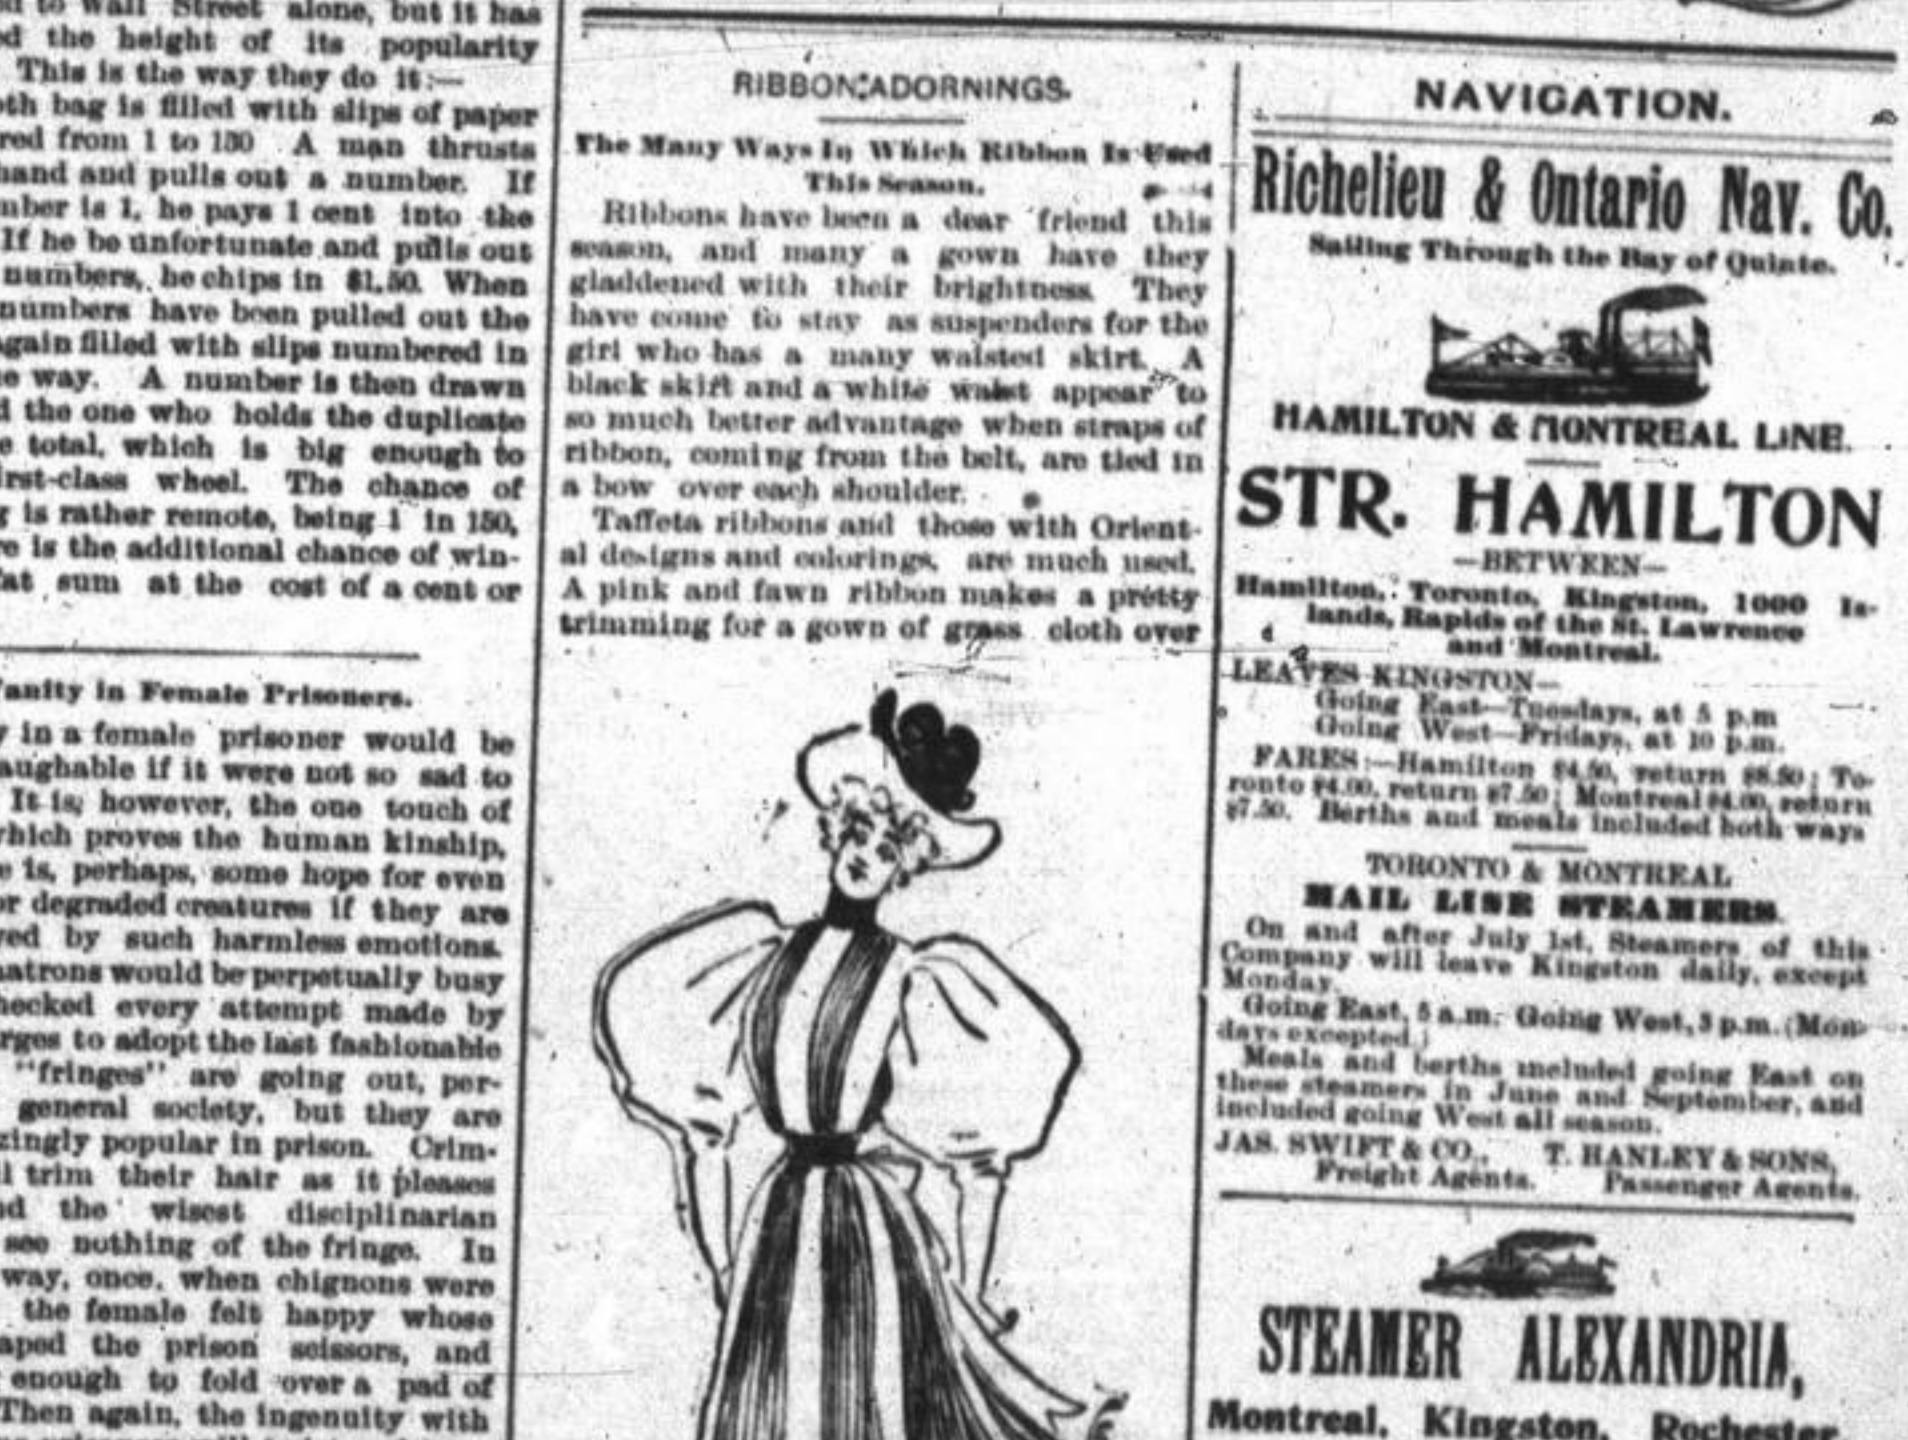 to Wall Street alone, but it has
the height of its popularity
This is the way they do it:—
bag is filled with slips of paper
from 1 to 150 A man thrusts
hand and pulls out a number. If
is 1, he pays 1 cent into the
If he be unfortunate and pulls out
numbers, he chips in $1.50. When
numbers have been pulled out the
again filled with slips numbered in
way. A number is then drawn
the one who holds the duplicate
total, which is big enough to
first-class wheel. The chance of
is rather remote, being 1 in 150,
is the additional chance of win-
fat sum at the cost of a cent or
Vanity in Female Prisoners.
in a female prisoner would be
laughable if it were not so sad to
It is, however, the one touch of
which proves the human kinship,
is, perhaps, some hope for even
or degraded creatures if they are
by such harmless emotions.
matrons would be perpetually busy
checked every attempt made by
to adopt the last fashionable
"fringes" are going out, per-
general society, but they are
popular in prison. Crim-
trim their hair as it pleases
the wisest disciplinarian
see nothing of the fringe. In
way, once, when chignons were
the female felt happy whose
the prison scissors, and
enough to fold over a pad of
Then again, the ingenuity with
RIBBON ADORNINGS.
The Many Ways In Which Ribbon Is Used
This Season.
Ribbons have been a dear friend this
season, and many a gown have they
gladdened with their brightness. They
have come to stay as suspenders for the
girl who has a many waisted skirt. A
black skirt and a white waist appear to
so much better advantage when straps of
ribbon, coming from the belt, are tied in
a bow over each shoulder.
Taffeta ribbons and those with Orient-
al designs and colorings, are much used.
A pink and fawn ribbon makes a pretty
trimming for a gown of grass cloth over
NAVIGATION.
Richelieu & Ontario Nav. Co.
Sailing Through the Bay of Quinte.
HAMILTON & MONTREAL LINE.
STR. HAMILTON
—BETWEEN—
Hamilton, Toronto, Kingston, 1000 Is-
lands, Rapids of the St. Lawrence
and Montreal.
LEAVES KINGSTON—
Going East—Tuesdays, at 5 p.m
Going West—Fridays, at 10 p.m.
FARES:—Hamilton $4.50, return $8.50; To-
ronto $4.00, return $7.50; Montreal $4.00, return
$7.50. Berths and meals included both ways
TORONTO & MONTREAL
MAIL LINE STEAMERS.
On and after July 1st, Steamers of this
Company will leave Kingston daily, except
Monday.
Going East, 5 a.m. Going West, 3 p.m. (Mon-
days excepted.)
Meals and berths included going East on
these steamers in June and September, and
included going West all season.
JAS. SWIFT & CO., T. HANLEY & SONS,
Freight Agents. Passenger Agents.
STEAMER ALEXANDRIA,
Montreal, Kingston, Rochester